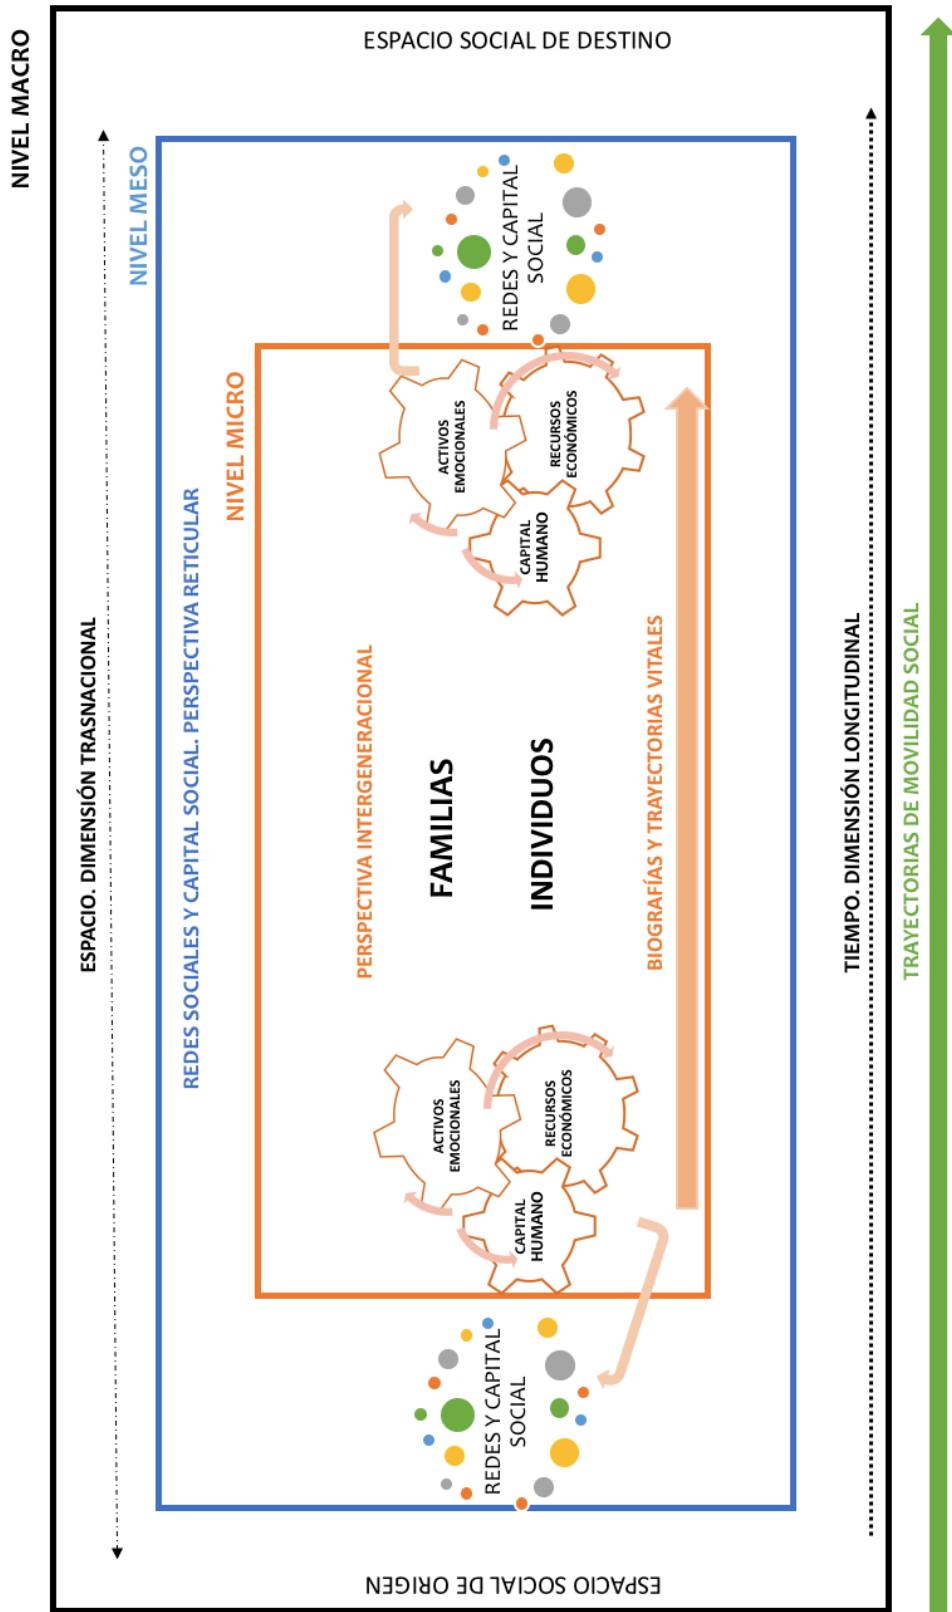 NIVEL MACRO
ESPACIO SOCIAL DE ORIGEN
ESPACIO SOCIAL DE DESTINO
ESPACIO. DIMENSIÓN TRASNACIONAL
NIVEL MESO
REDES SOCIALES Y CAPITAL SOCIAL. PERSPECTIVA RETICULAR
NIVEL MICRO
PERSPECTIVA INTERGENERACIONAL
REDES Y CAPITAL
SOCIAL
ACTIVOS
EMOCIONALES
CAPITAL
HUMANO
RECURSOS
ECONÓMICOS
FAMILIAS
INDIVIDUOS
ACTIVOS
EMOCIONALES
CAPITAL
HUMANO
RECURSOS
ECONÓMICOS
REDES Y CAPITAL
SOCIAL
BIOGRAFÍAS Y TRAYECTORIAS VITALES
TIEMPO. DIMENSIÓN LONGITUDINAL
TRAYECTORIAS DE MOVILIDAD SOCIAL